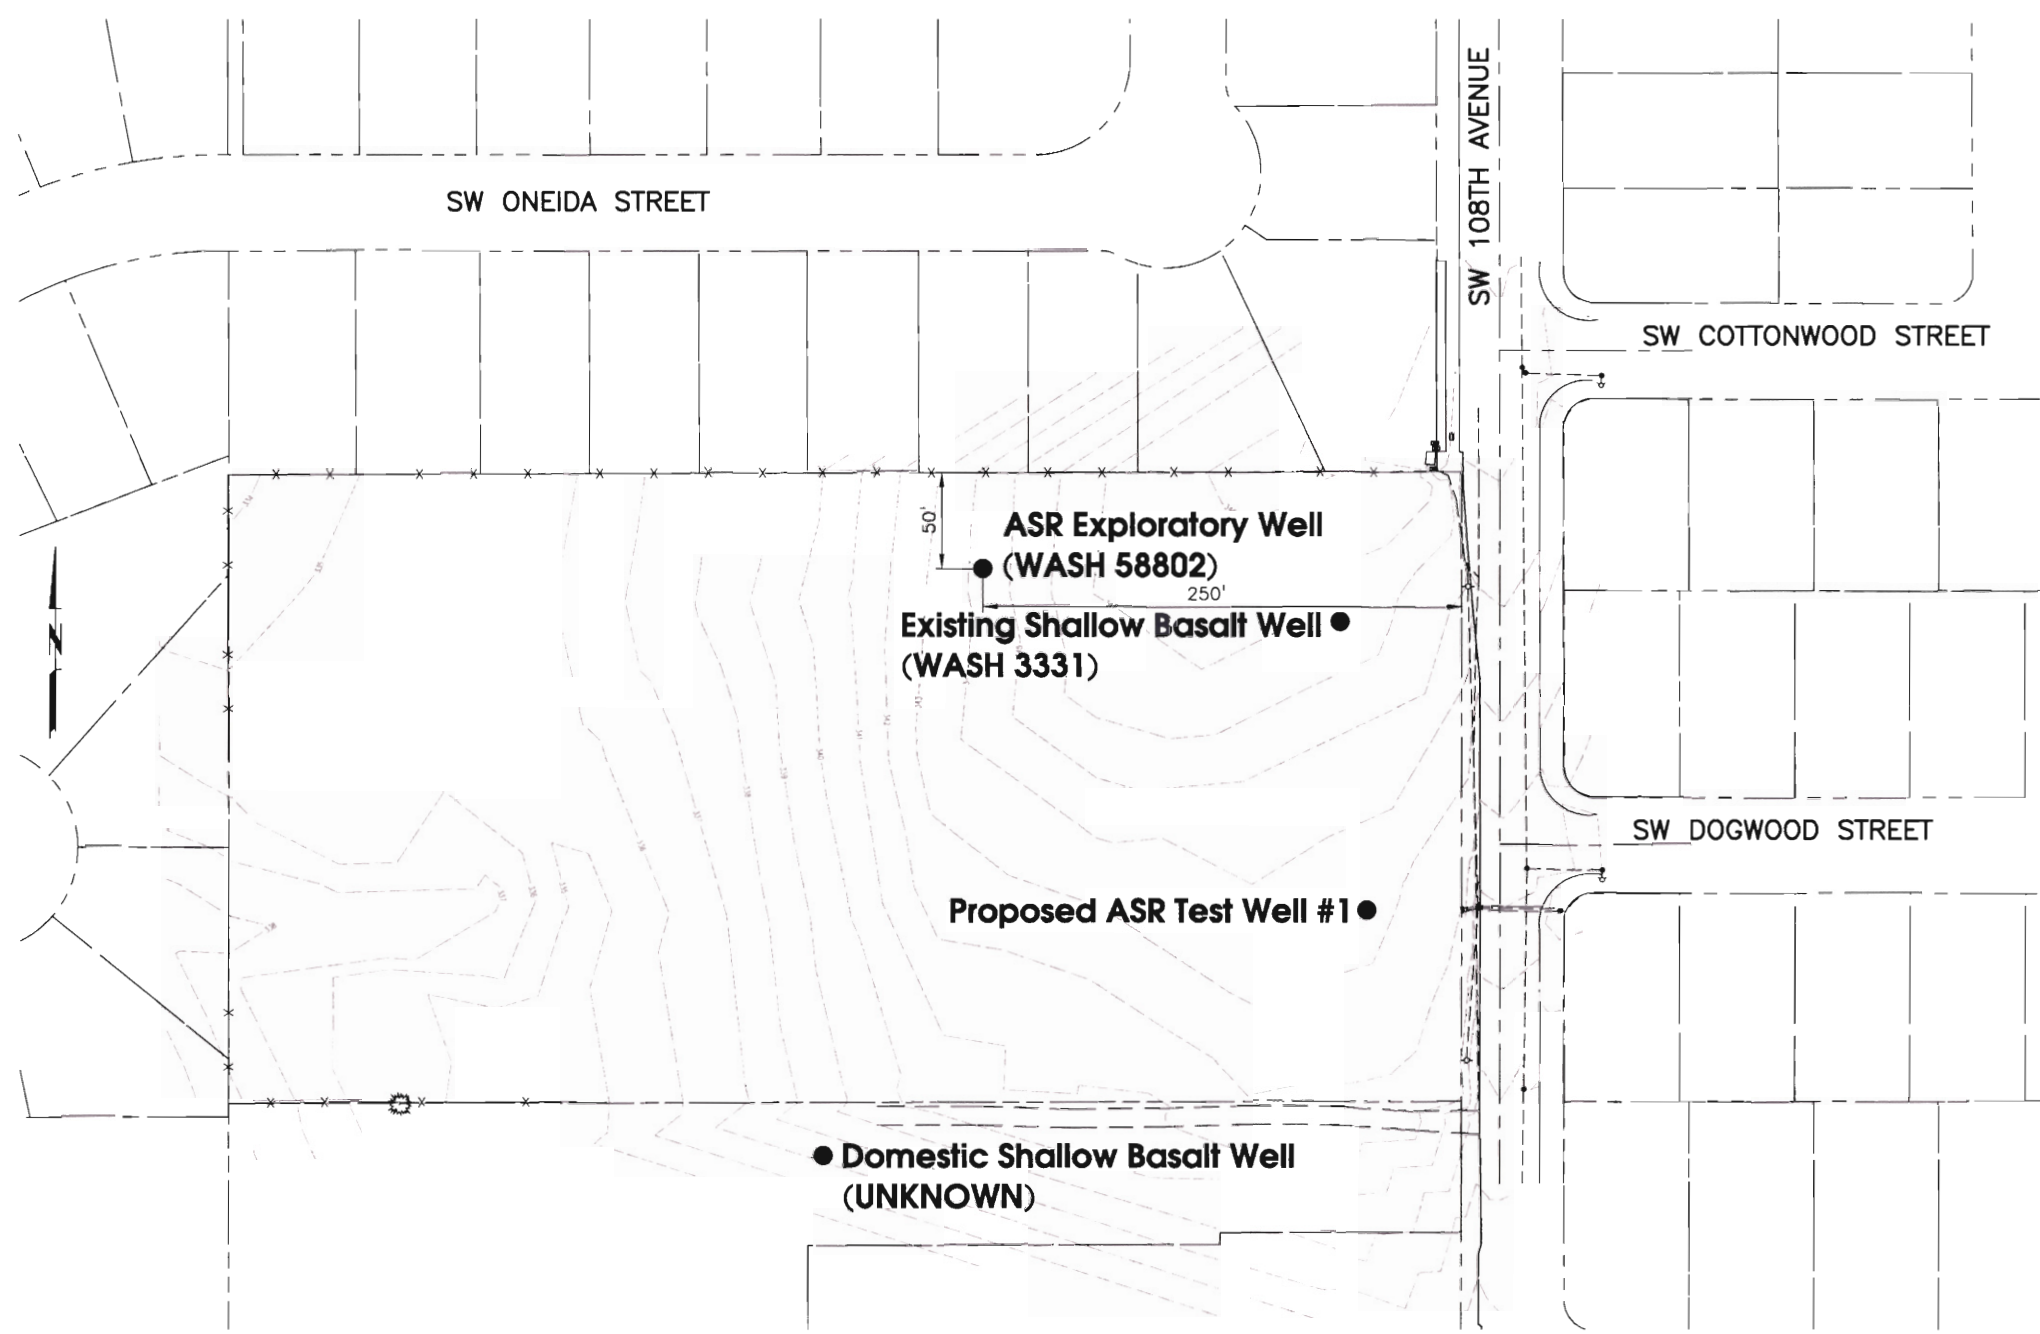 SW 108TH AVENUE
SW ONEIDA STREET
SW COTTONWOOD STREET
50'
ASR Exploratory Well
(WASH 58802)
250'
Existing Shallow Basalt Well
(WASH 3331)
N
SW DOGWOOD STREET
Proposed ASR Test Well #1
Domestic Shallow Basalt Well
(UNKNOWN)